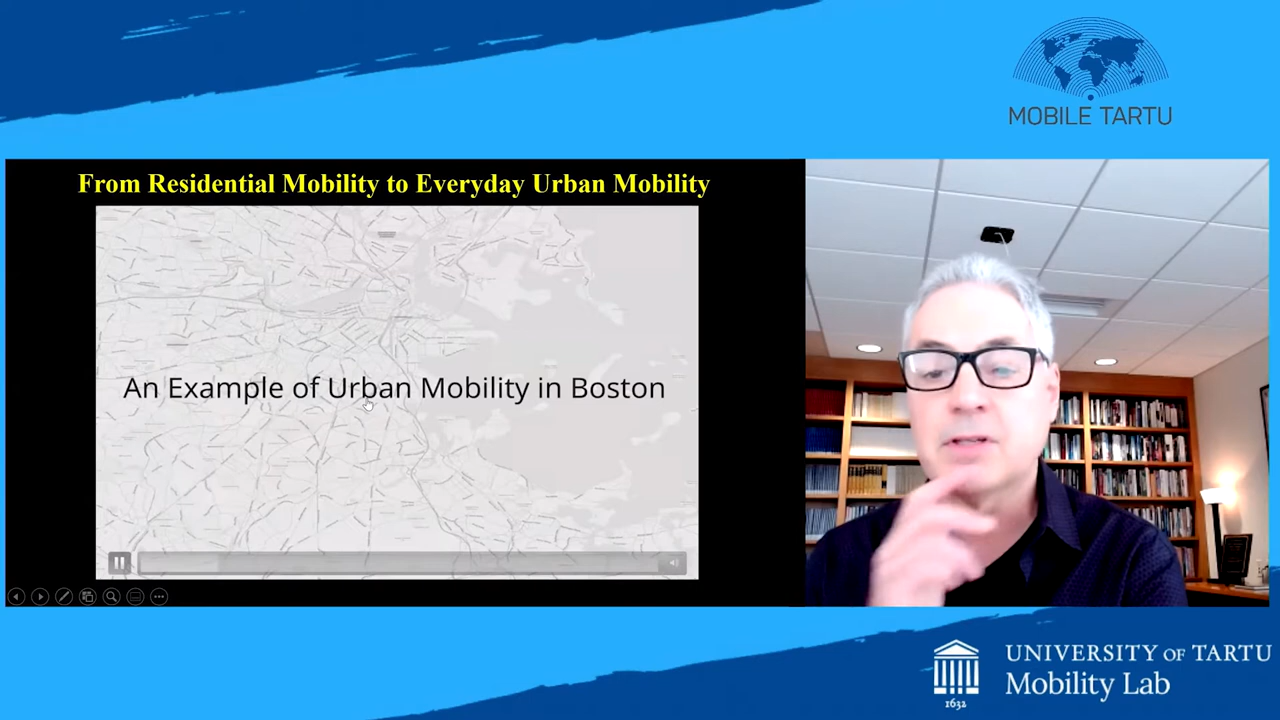 MOBILE TARTU
From Residential Mobility to Everyday Urban Mobility
An Example of Urban Mobility in Boston
UNIVERSITY OF TARTU
Mobility Lab
1632